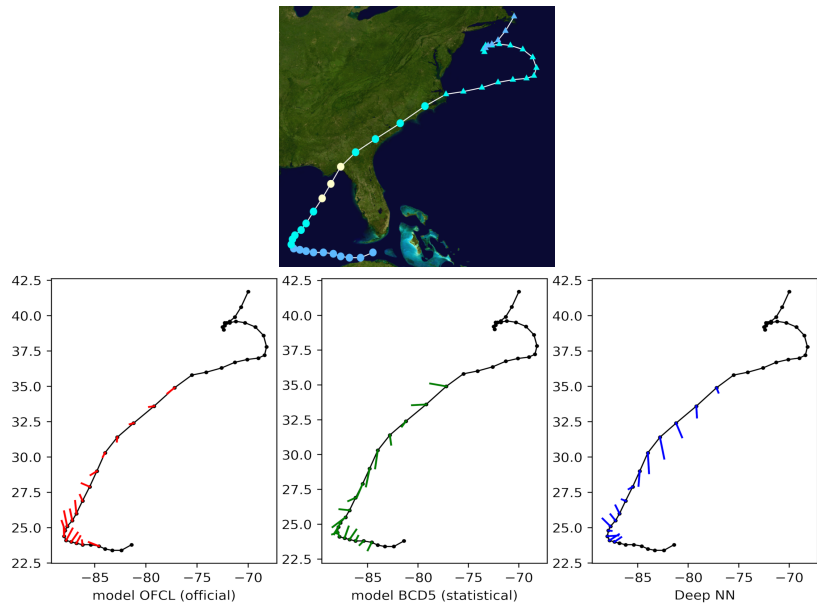 42.5 42.5 42.5
40.0 40.0 40.0
37.5 37.5 37.5
35.0 35.0 35.0
32.5 32.5 32.5
30.0 30.0 30.0
27.5 27.5 27.5
25.0 25.0 25.0
22.5 22.5 22.5
−85 −80 −75 −70 −85 −80 −75 −70 −85 −80 −75 −70
model OFCL (official) model BCD5 (statistical) Deep NN